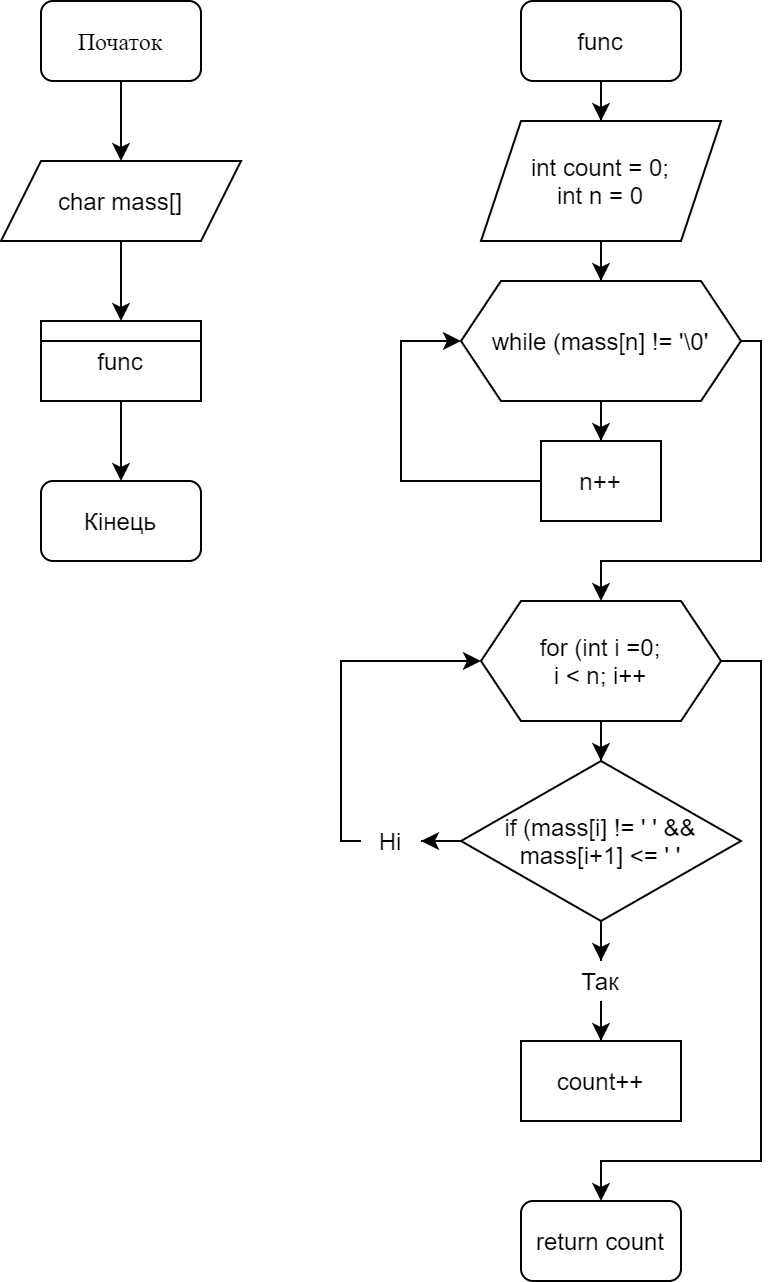 Початок
char mass[]
func
Кінець
func
int count = 0;
int n = 0
while (mass[n] != '\0'
n++
for (int i =0;
i < n; i++
if (mass[i] != ' ' &&
mass[i+1] <= ' '
Ні
Так
count++
return count